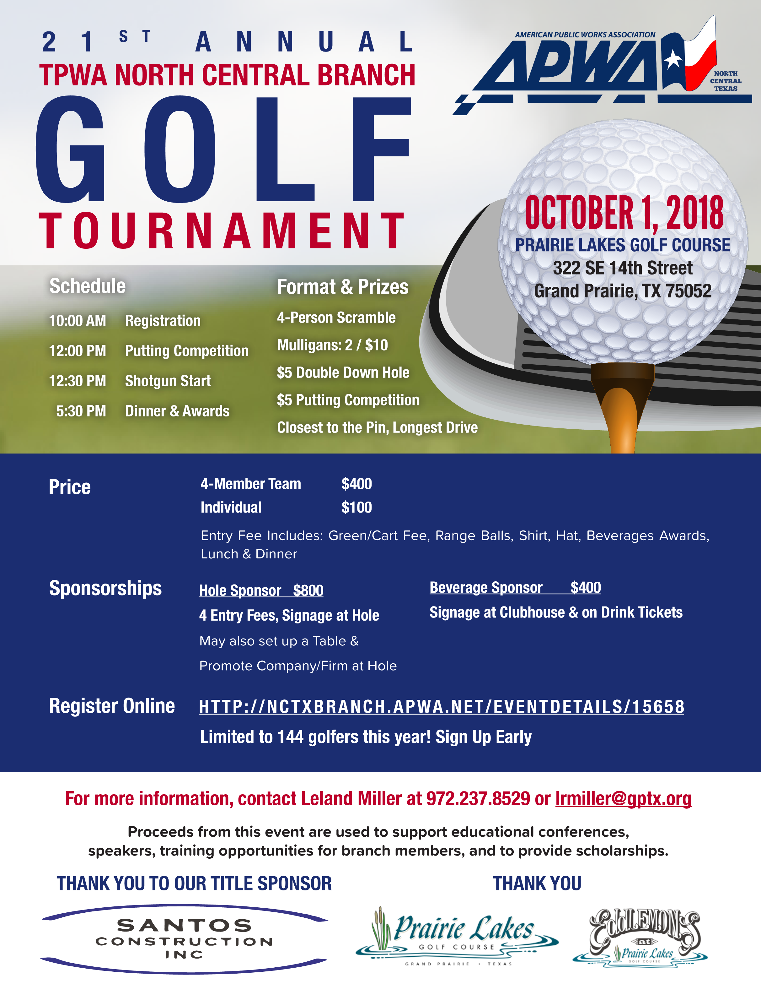 21ST ANNUAL
TPWA NORTH CENTRAL BRANCH
GOLF
TOURNAMENT
AMERICAN PUBLIC WORKS ASSOCIATION
APWA
NORTH
CENTRAL
TEXAS
OCTOBER 1, 2018
PRAIRIE LAKES GOLF COURSE
322 SE 14th Street
Grand Prairie, TX 75052
Schedule
10:00 AM Registration
12:00 PM Putting Competition
12:30 PM Shotgun Start
5:30 PM Dinner & Awards
Format & Prizes
4-Person Scramble
Mulligans: 2 / $10
$5 Double Down Hole
$5 Putting Competition
Closest to the Pin, Longest Drive
Price
4-Member Team $400
Individual $100
Entry Fee Includes: Green/Cart Fee, Range Balls, Shirt, Hat, Beverages Awards,
Lunch & Dinner
Sponsorships
Hole Sponsor $800
4 Entry Fees, Signage at Hole
May also set up a Table &
Promote Company/Firm at Hole
Beverage Sponsor $400
Signage at Clubhouse & on Drink Tickets
Register Online
HTTP://NCTXBRANCH.APWA.NET/EVENTDETAILS/15658
Limited to 144 golfers this year! Sign Up Early
For more information, contact Leland Miller at 972.237.8529 or lrmiller@gptx.org
Proceeds from this event are used to support educational conferences,
speakers, training opportunities for branch members, and to provide scholarships.
THANK YOU TO OUR TITLE SPONSOR
SANTOS
CONSTRUCTION
INC
THANK YOU
Prairie Lakes
GOLF COURSE
GRAND PRAIRIE • TEXAS
EddLEMONS
at
Prairie Lakes
GOLF COURSE